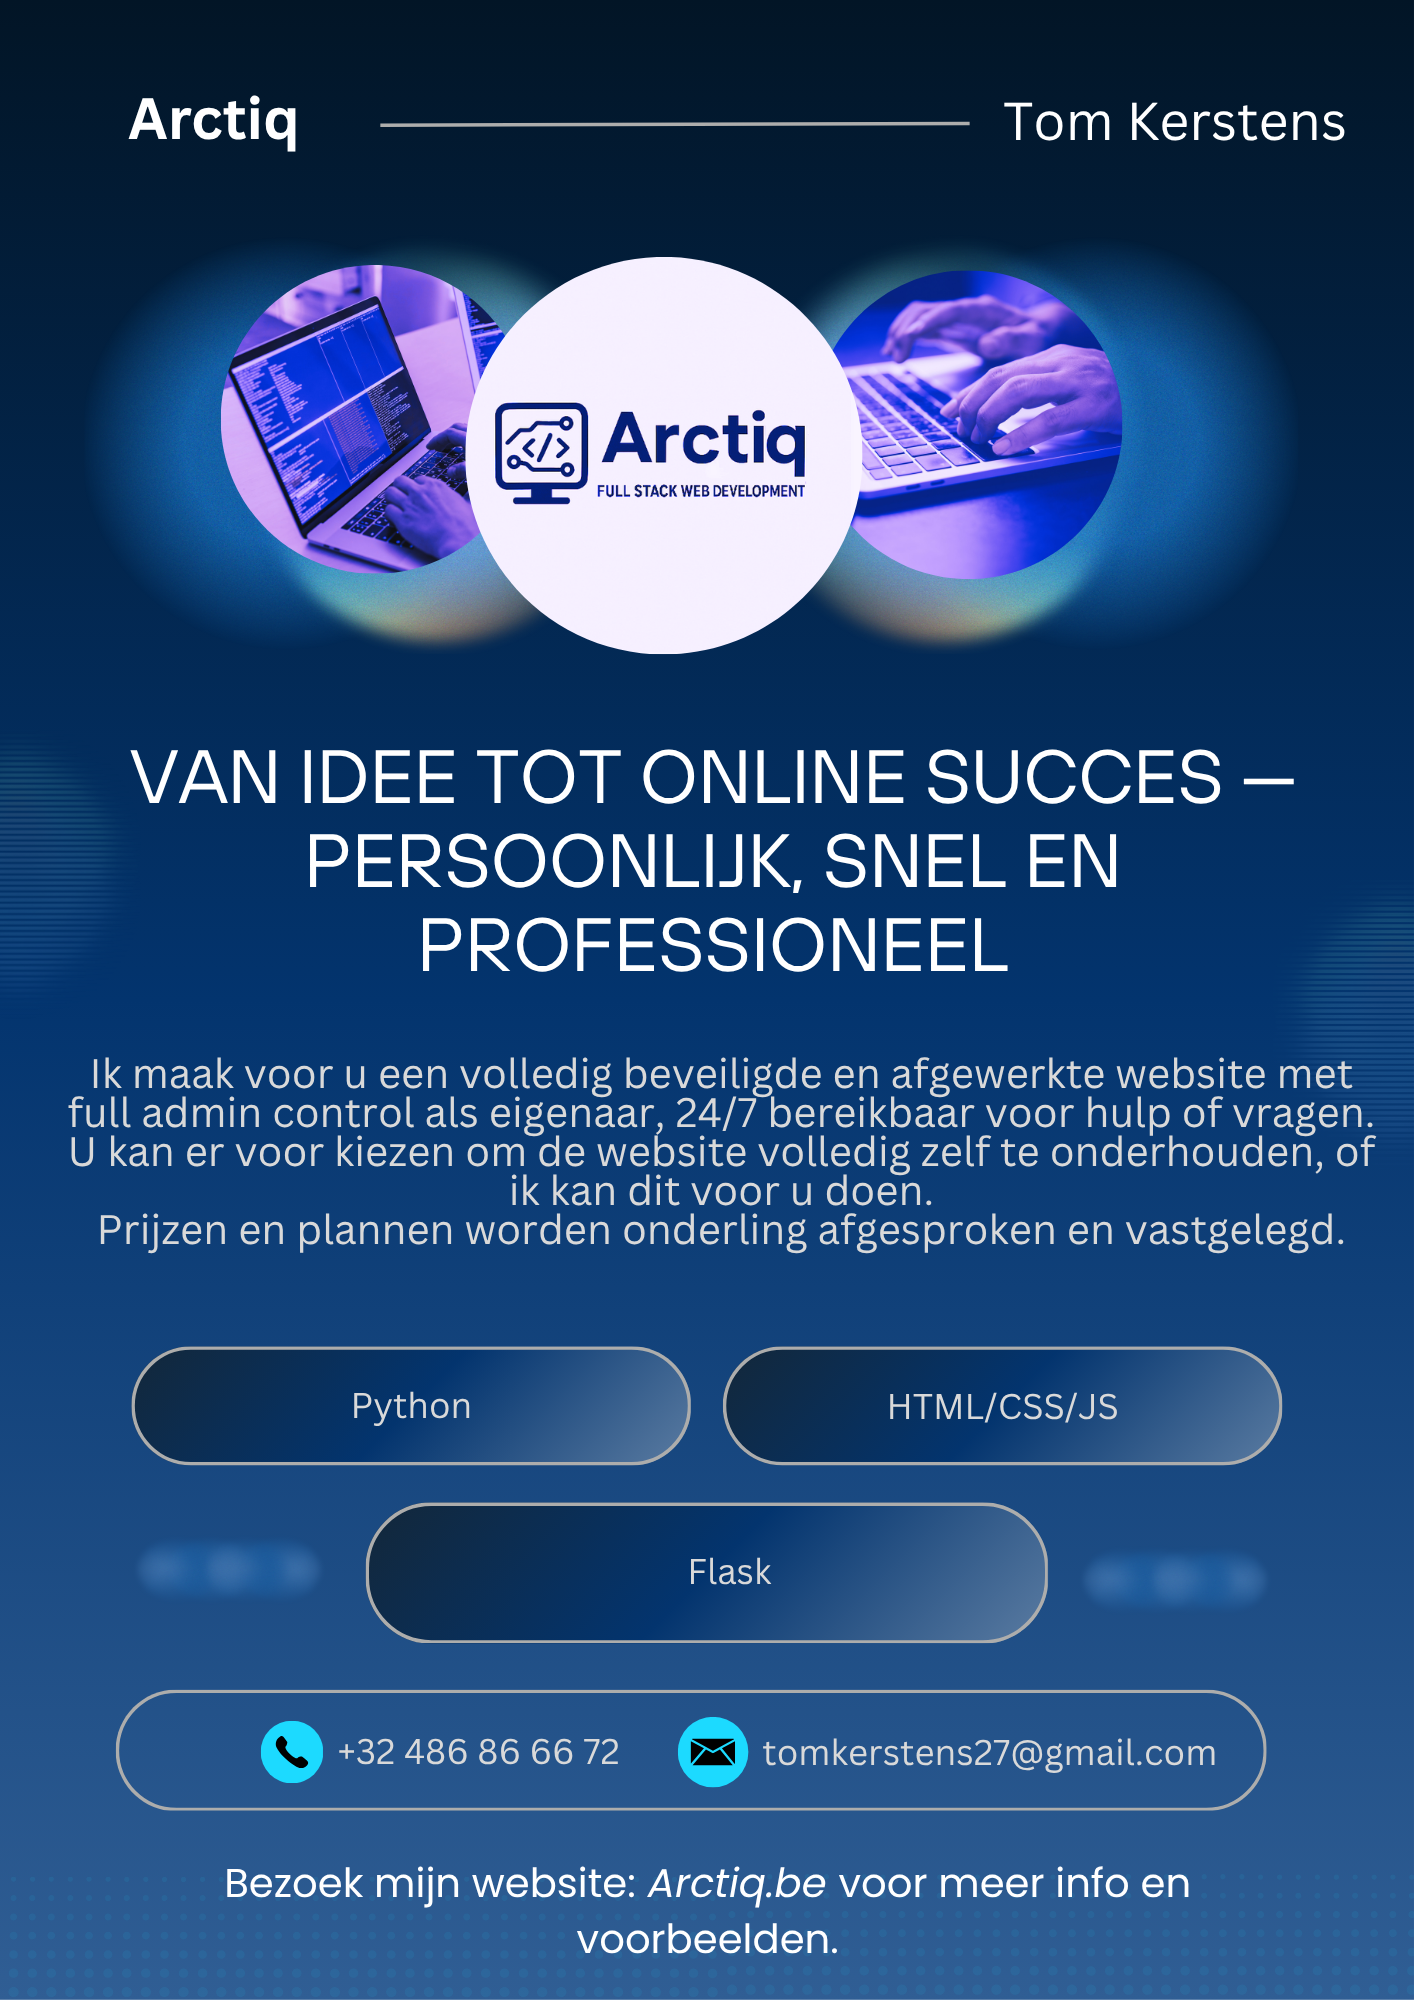 Arctiq
Tom Kerstens
Arctiq
FULL STACK WEB DEVELOPMENT
VAN IDEE TOT ONLINE SUCCES —
PERSOONLIJK, SNEL EN
PROFESSIONEEL
Ik maak voor u een volledig beveiligde en afgewerkte website met
full admin control als eigenaar, 24/7 bereikbaar voor hulp of vragen.
U kan er voor kiezen om de website volledig zelf te onderhouden, of
ik kan dit voor u doen.
Prijzen en plannen worden onderling afgesproken en vastgelegd.
Python
HTML/CSS/JS
Flask
+32 486 86 66 72
tomkerstens27@gmail.com
Bezoek mijn website: Arctiq.be voor meer info en
voorbeelden.